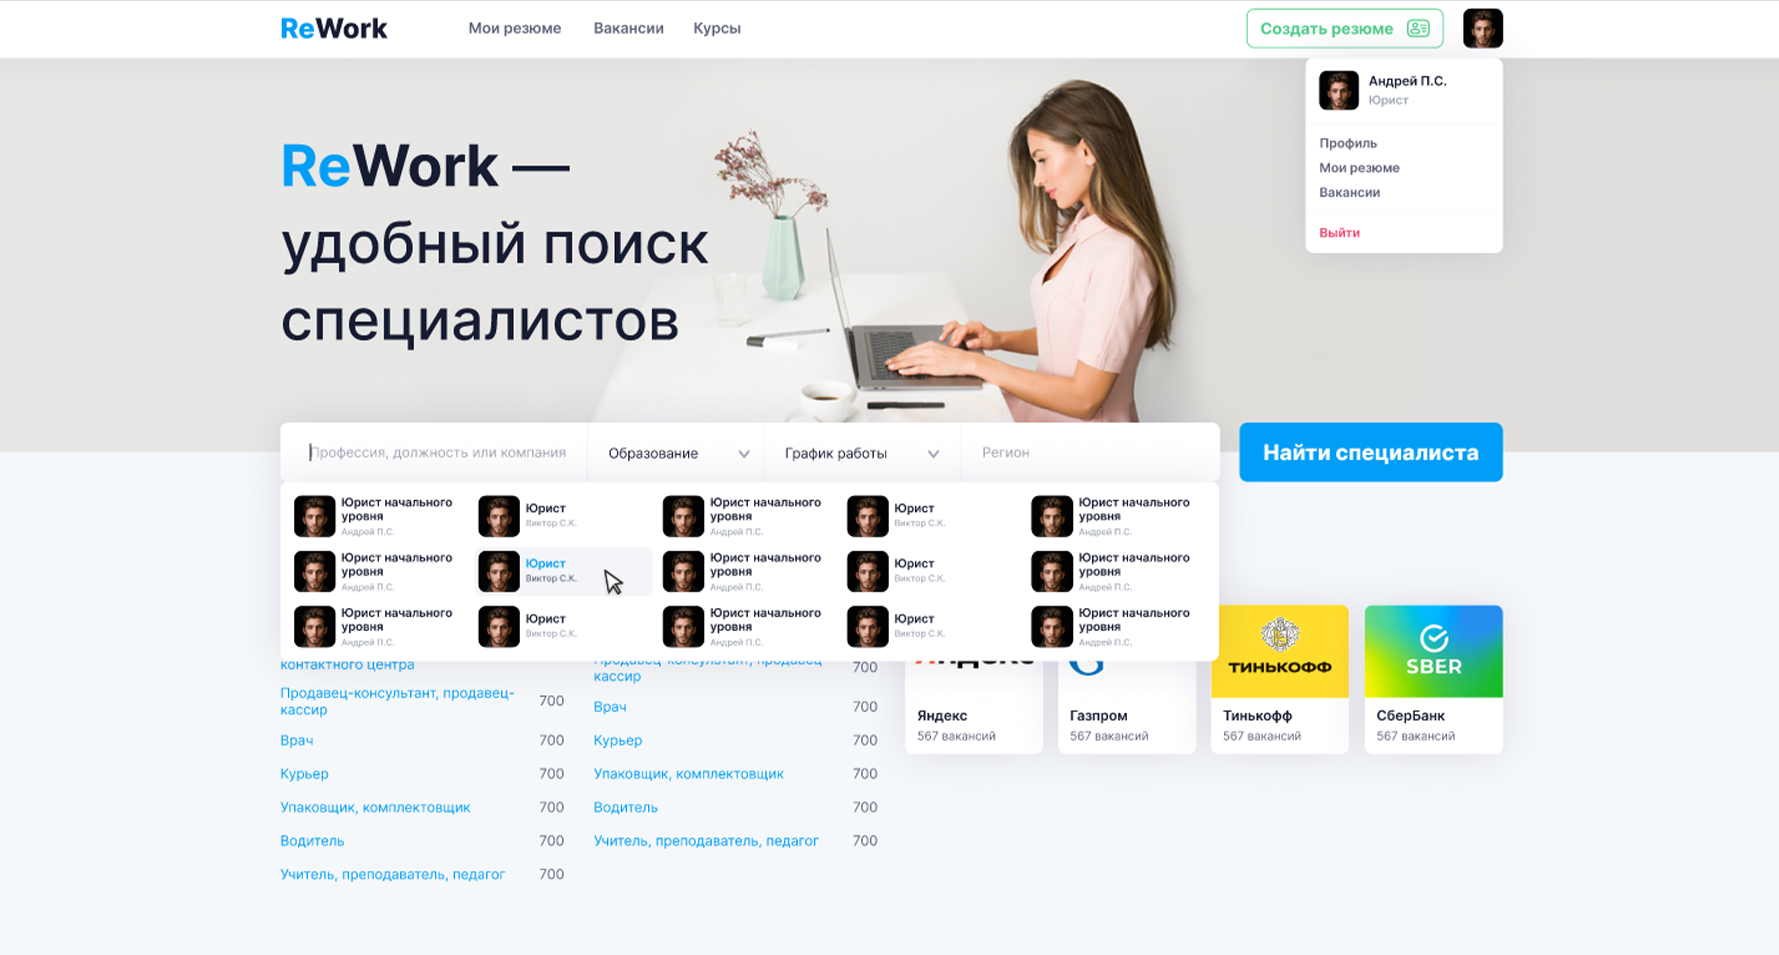 ReWork
Мои резюме
Вакансии
Курсы
Создать резюме
Андрей П.С.
Юрист
Профиль
Мои резюме
Вакансии
Выйти
ReWork —
удобный поиск
специалистов
Профессия, должность или компания
Образование
График работы
Регион
Найти специалиста
Юрист начального
уровня
Андрей П.С.
Юрист
Виктор С.К.
Юрист начального
уровня
Андрей П.С.
Юрист
Виктор С.К.
Юрист начального
уровня
Андрей П.С.
Юрист начального
уровня
Андрей П.С.
Юрист
Виктор С.К.
Юрист начального
уровня
Андрей П.С.
Юрист
Виктор С.К.
Юрист начального
уровня
Андрей П.С.
Юрист начального
уровня
Андрей П.С.
Юрист
Виктор С.К.
Юрист начального
уровня
Андрей П.С.
Юрист
Виктор С.К.
Юрист начального
уровня
Андрей П.С.
контактного центра
Продавец-консультант, продавец-
кассир 700
Врач 700
Курьер 700
Упаковщик, комплектовщик 700
Водитель 700
Учитель, преподаватель, педагог 700
Продавец-консультант, продавец-
кассир 700
Врач 700
Курьер 700
Упаковщик, комплектовщик 700
Водитель 700
Учитель, преподаватель, педагог 700
Яндекс
Яндекс
567 вакансий
Газпром
567 вакансий
ТИНЬКОФФ
Тинькофф
567 вакансий
SBER
СберБанк
567 вакансий